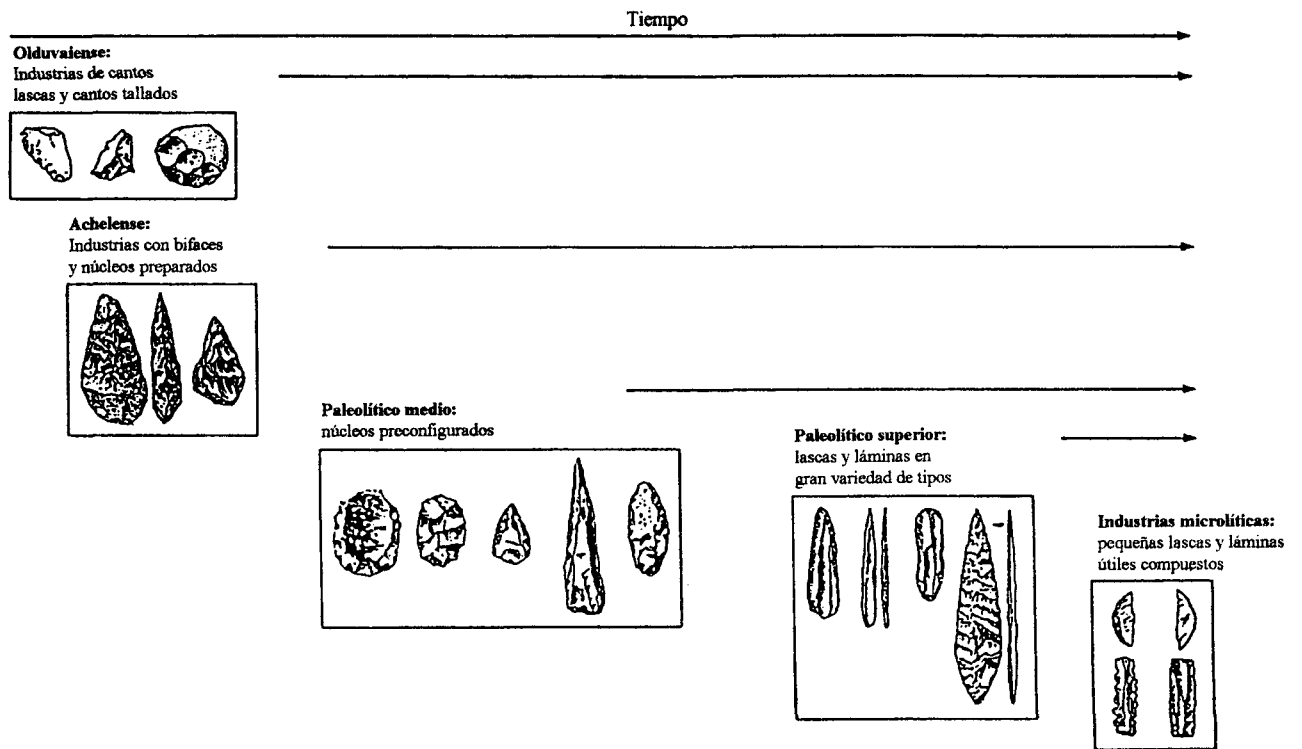 Tiempo
Olduvaiense:
Industrias de cantos
lascas y cantos tallados
Achelense:
Industrias con bifaces
y núcleos preparados
Paleolítico medio:
núcleos preconfigurados
Paleolítico superior:
lascas y láminas en
gran variedad de tipos
Industrias microlíticas:
pequeñas lascas y láminas
útiles compuestos